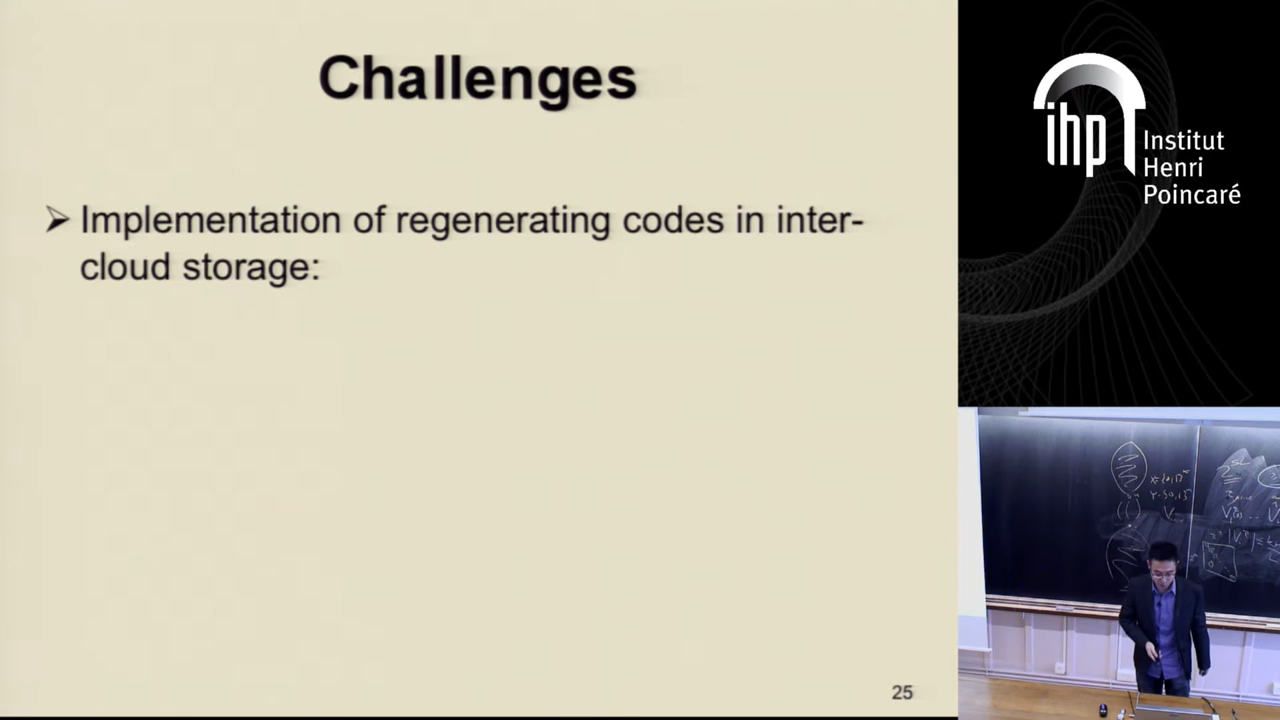 Challenges
➢ Implementation of regenerating codes in inter-
cloud storage:
25
ihp
Institut
Henri
Poincaré